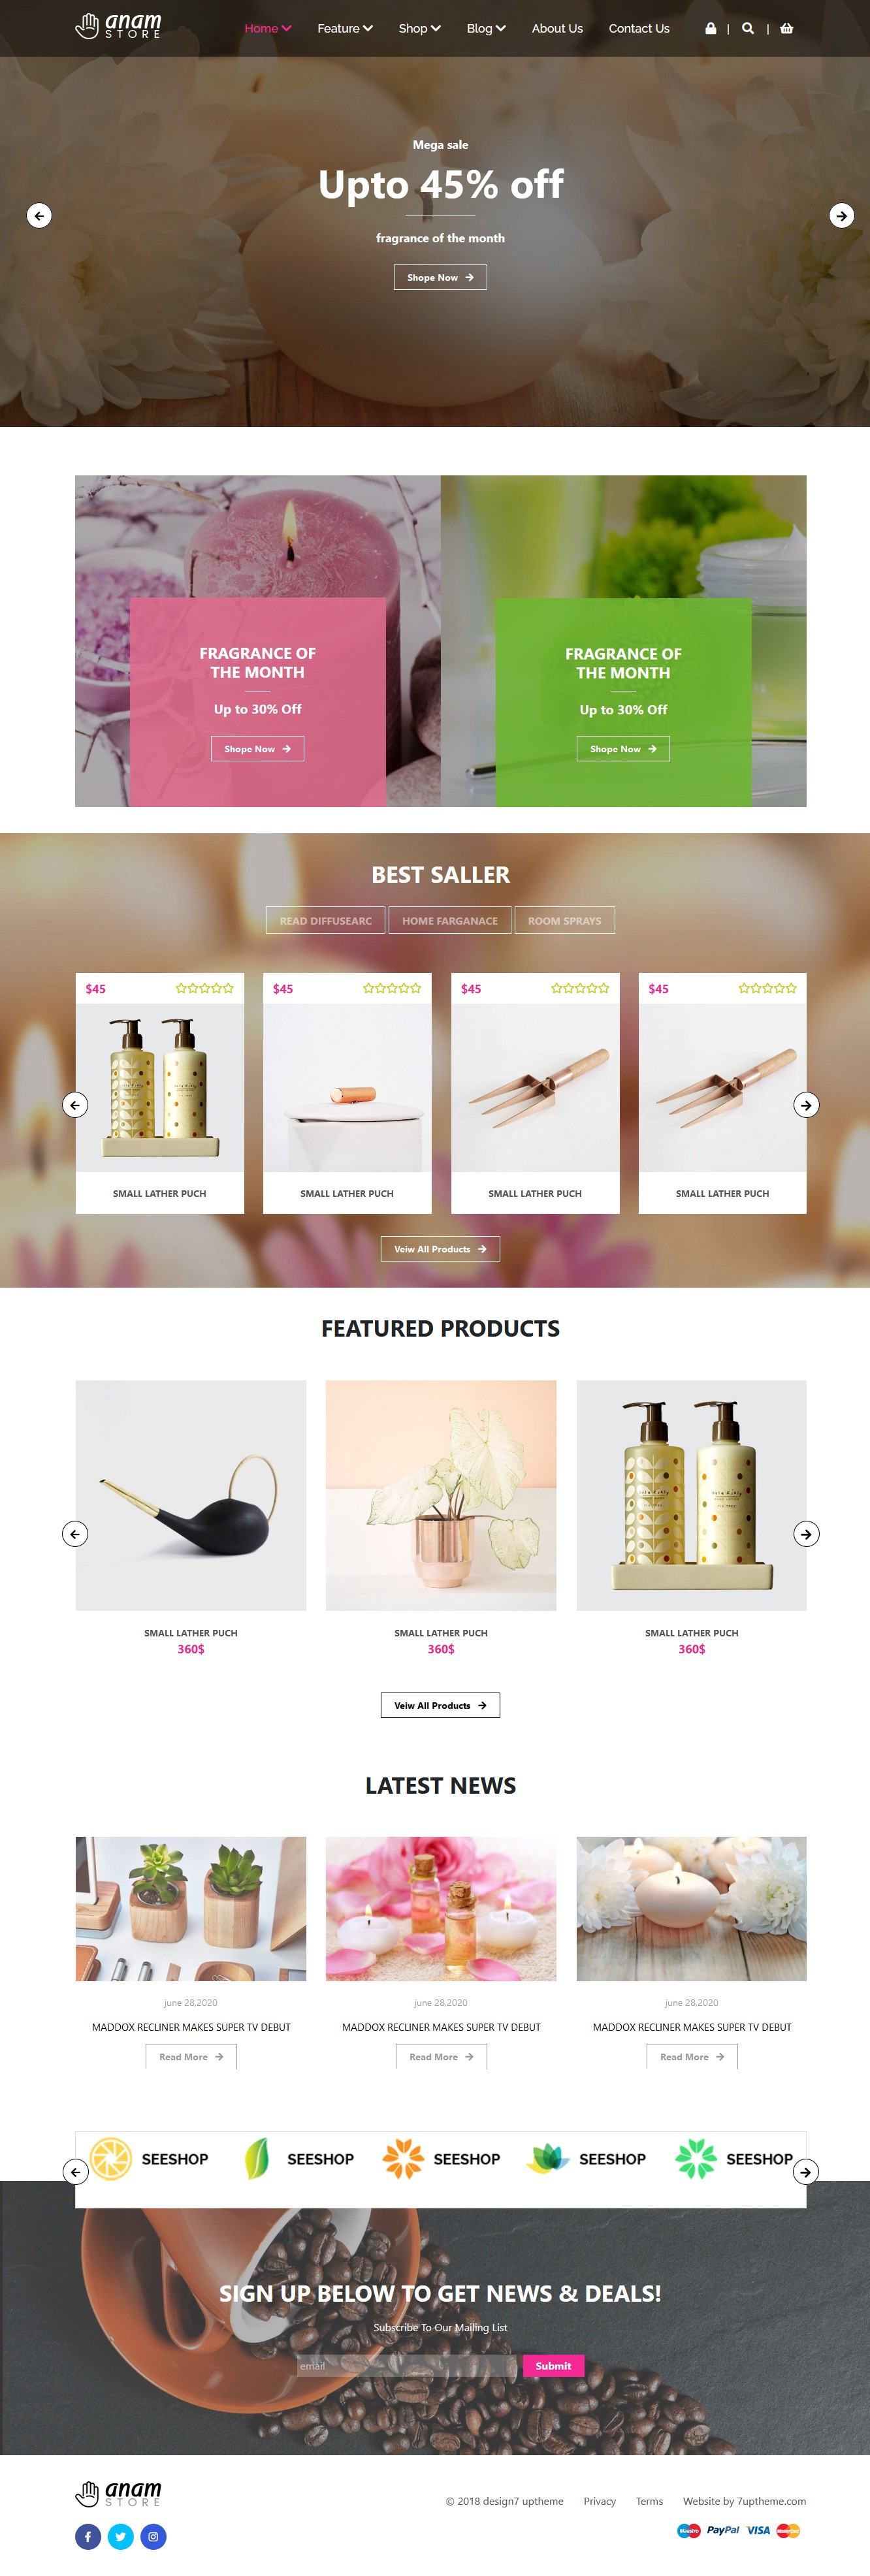 anam
STORE
Home Feature Shop Blog About Us Contact Us | |
Mega sale
Upto 45% off
fragrance of the month
Shope Now
FRAGRANCE OF
THE MONTH
Up to 30% Off
Shope Now
FRAGRANCE OF
THE MONTH
Up to 30% Off
Shope Now
BEST SALLER
READ DIFFUSEARC HOME FARGANACE ROOM SPRAYS
$45 $45 $45 $45
SMALL LATHER PUCH SMALL LATHER PUCH SMALL LATHER PUCH SMALL LATHER PUCH
Veiw All Products
FEATURED PRODUCTS
SMALL LATHER PUCH SMALL LATHER PUCH SMALL LATHER PUCH
360$ 360$ 360$
Veiw All Products
LATEST NEWS
june 28,2020 june 28,2020 june 28,2020
MADDOX RECLINER MAKES SUPER TV DEBUT MADDOX RECLINER MAKES SUPER TV DEBUT MADDOX RECLINER MAKES SUPER TV DEBUT
Read More Read More Read More
SEESHOP SEESHOP SEESHOP SEESHOP SEESHOP
SIGN UP BELOW TO GET NEWS & DEALS!
Subscribe To Our Mailing List
email Submit
anam
STORE
© 2018 design7 uptheme Privacy Terms Website by 7uptheme.com
Maestro PayPal VISA MasterCard